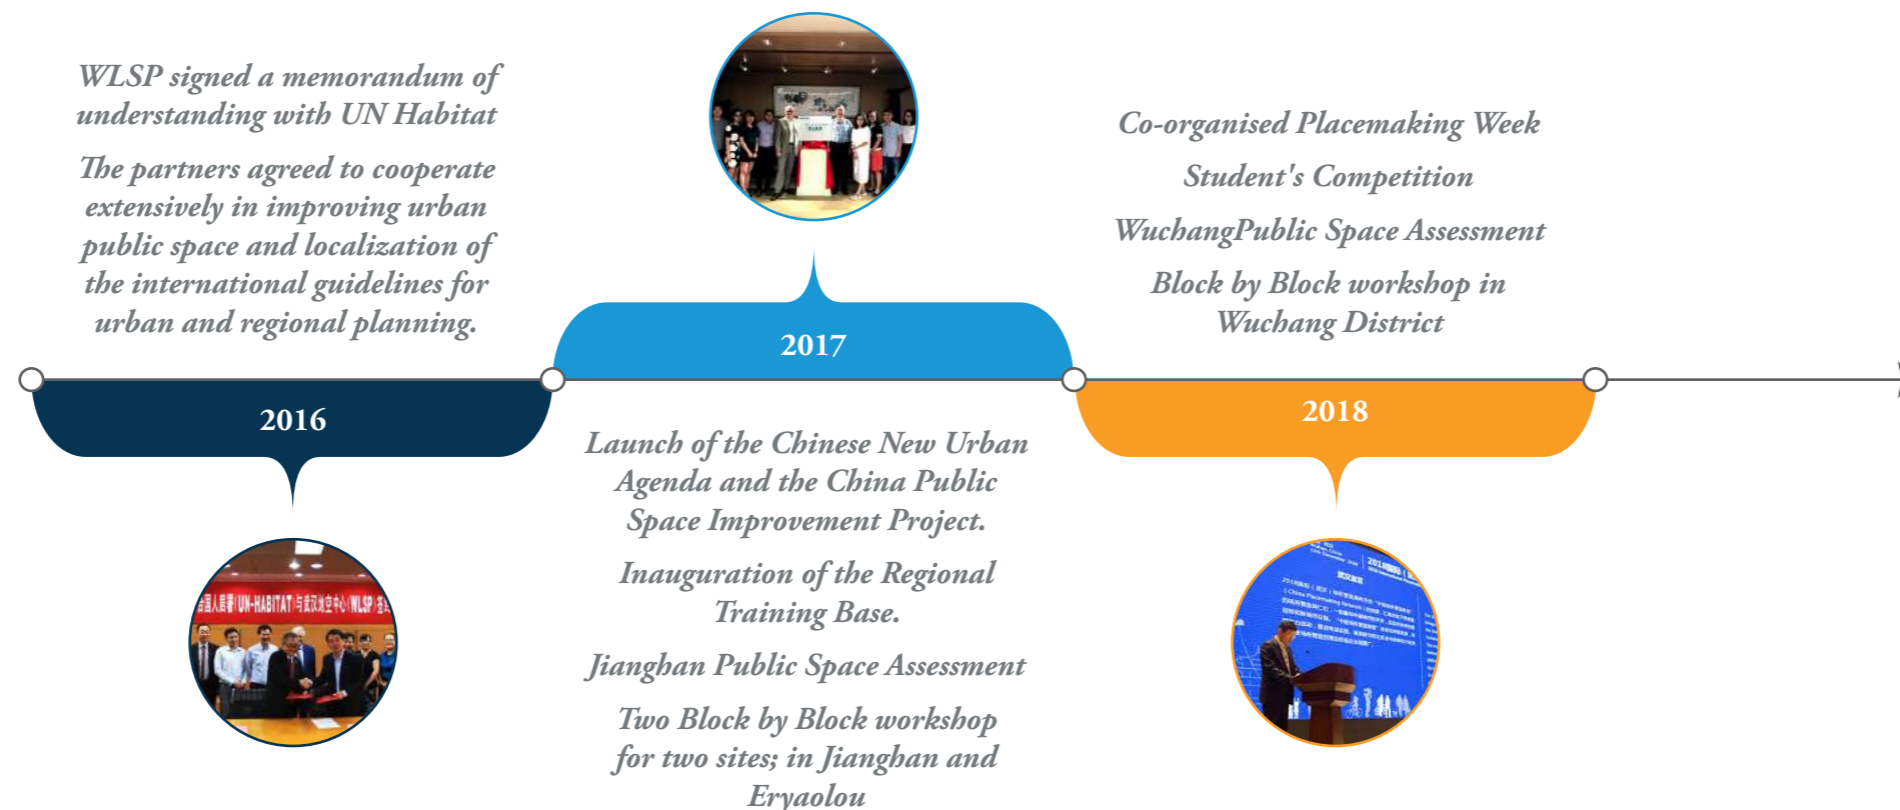 WLSP signed a memorandum of
understanding with UN Habitat
The partners agreed to cooperate
extensively in improving urban
public space and localization of
the international guidelines for
urban and regional planning.
2016
(UN-HABITAT)
(WLSP)
2017
Launch of the Chinese New Urban
Agenda and the China Public
Space Improvement Project.
Inauguration of the Regional
Training Base.
Jianghan Public Space Assessment
Two Block by Block workshop
for two sites; in Jianghan and
Eryaolou
Co-organised Placemaking Week
Student's Competition
WuchangPublic Space Assessment
Block by Block workshop in
Wuchang District
2018